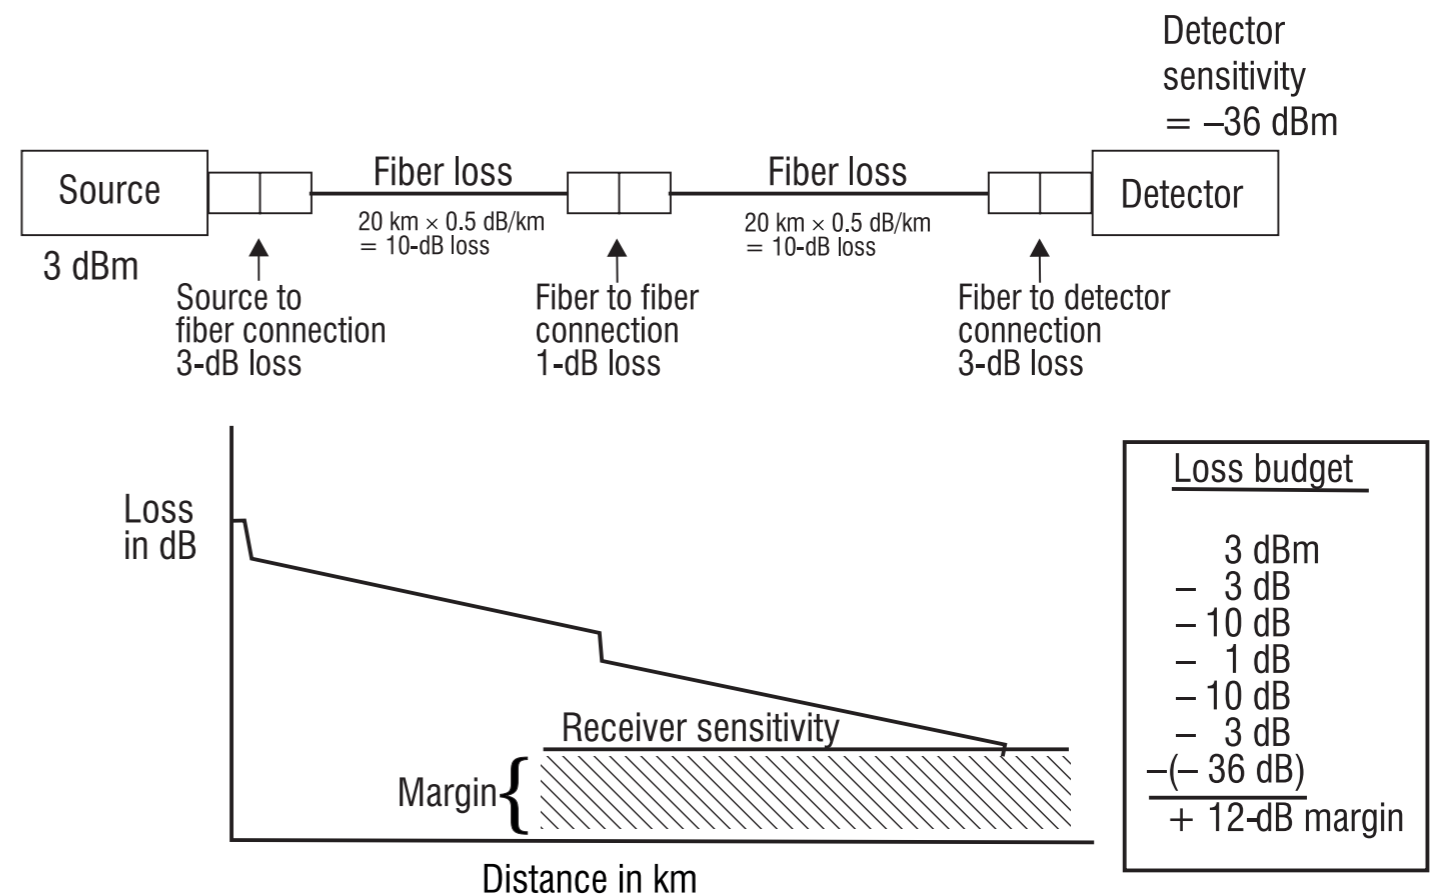 Detector
sensitivity
= –36 dBm
Source
3 dBm
Fiber loss
20 km × 0.5 dB/km
= 10-dB loss
Fiber loss
20 km × 0.5 dB/km
= 10-dB loss
Detector
Source to
fiber connection
3-dB loss
Fiber to fiber
connection
1-dB loss
Fiber to detector
connection
3-dB loss
Loss
in dB
Receiver sensitivity
Margin{
Distance in km
Loss budget
3 dBm
– 3 dB
– 10 dB
– 1 dB
– 10 dB
– 3 dB
–(– 36 dB)
+ 12-dB margin